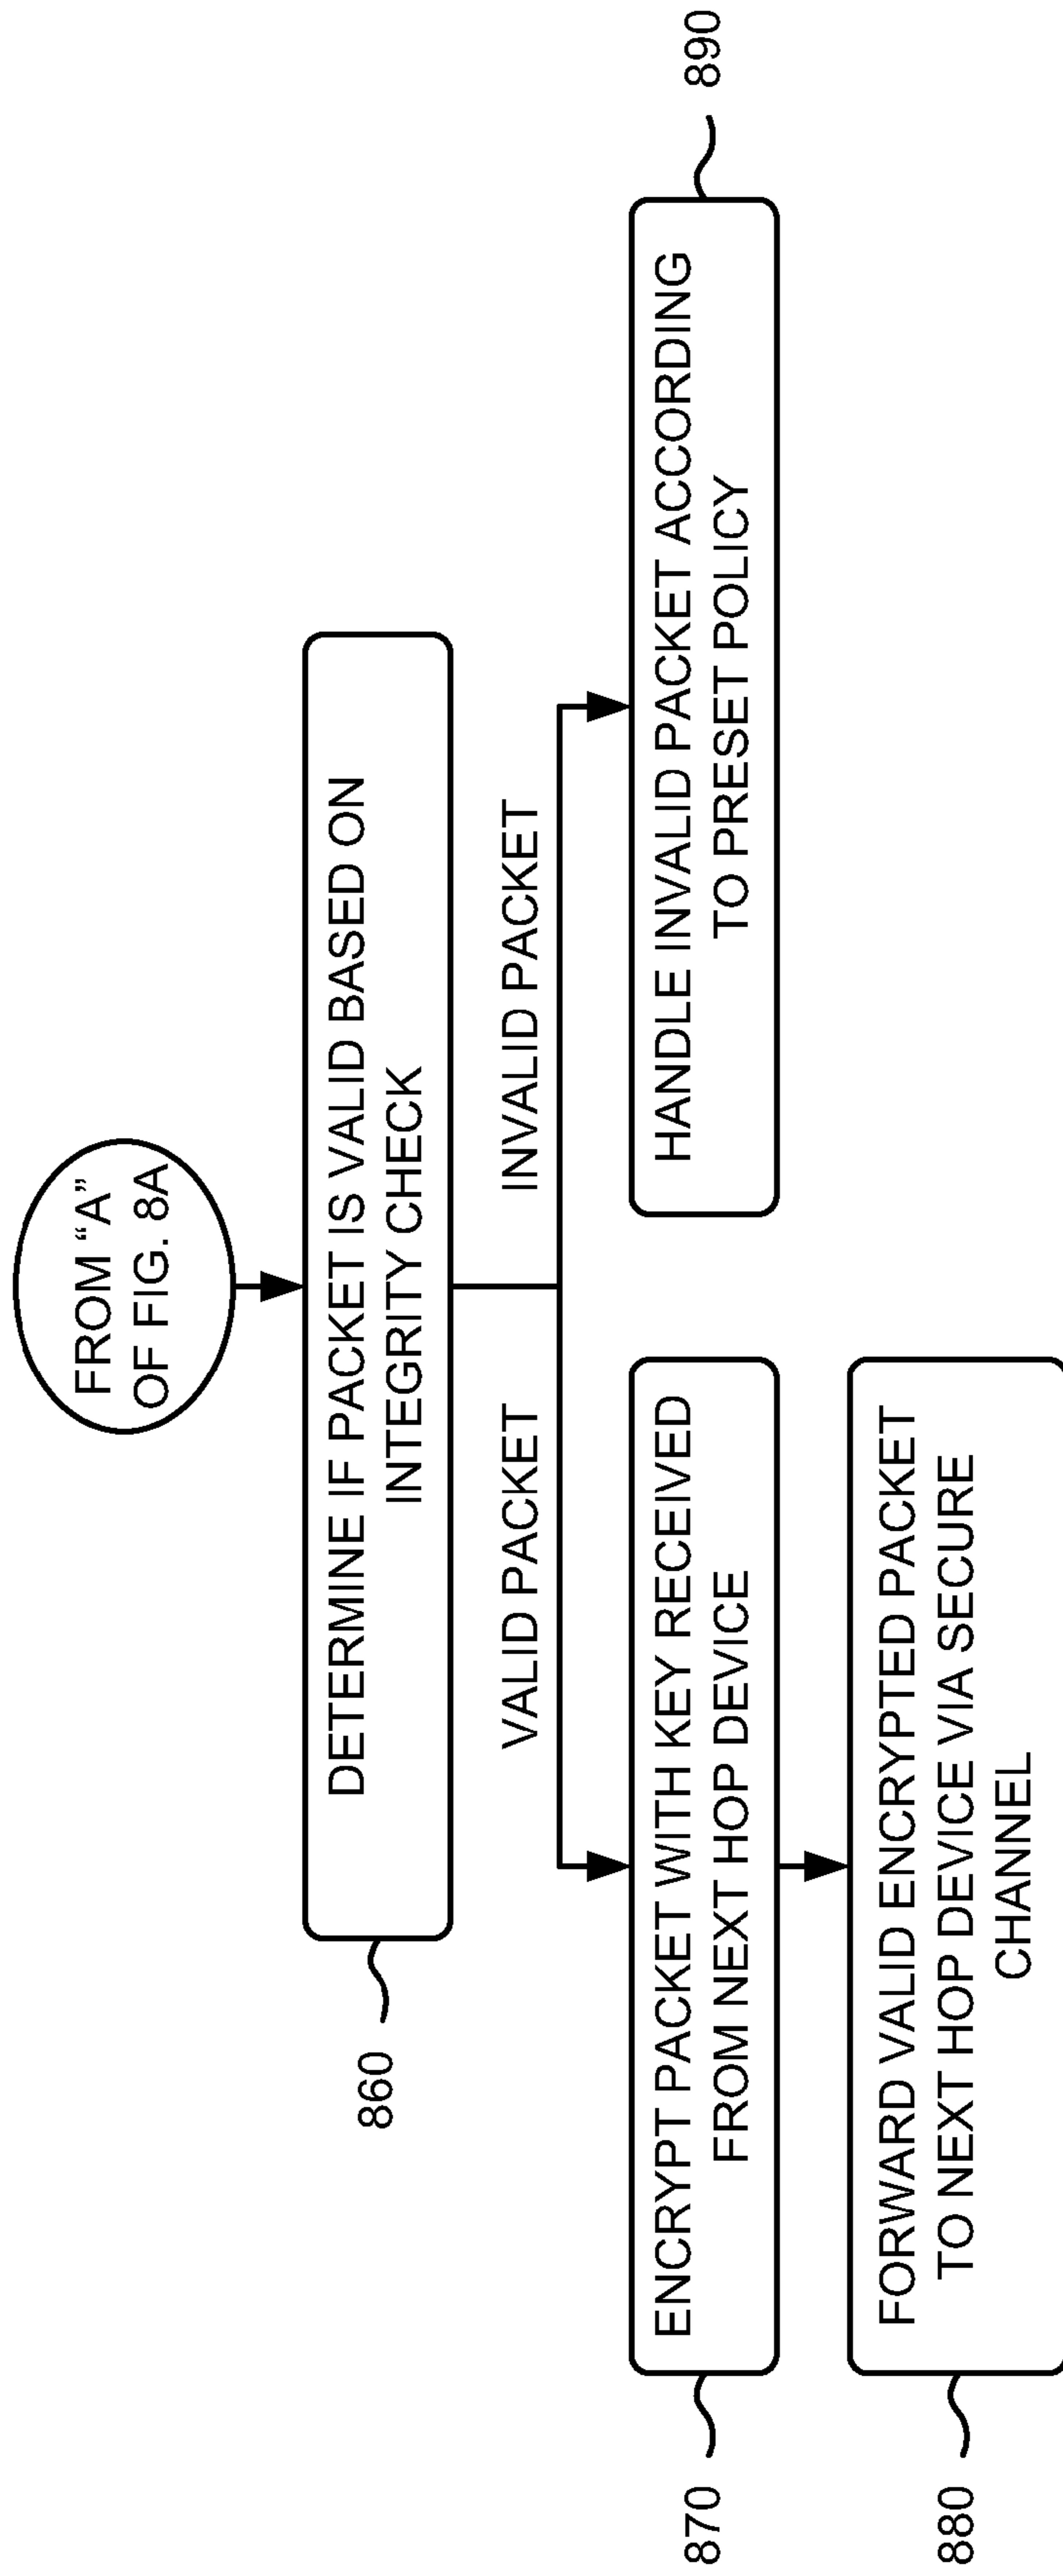 FROM “A”
OF FIG. 8A
860
DETERMINE IF PACKET IS VALID BASED ON
INTEGRITY CHECK
VALID PACKET
INVALID PACKET
870
ENCRYPT PACKET WITH KEY RECEIVED
FROM NEXT HOP DEVICE
HANDLE INVALID PACKET ACCORDING
TO PRESET POLICY
890
880
FORWARD VALID ENCRYPTED PACKET
TO NEXT HOP DEVICE VIA SECURE
CHANNEL